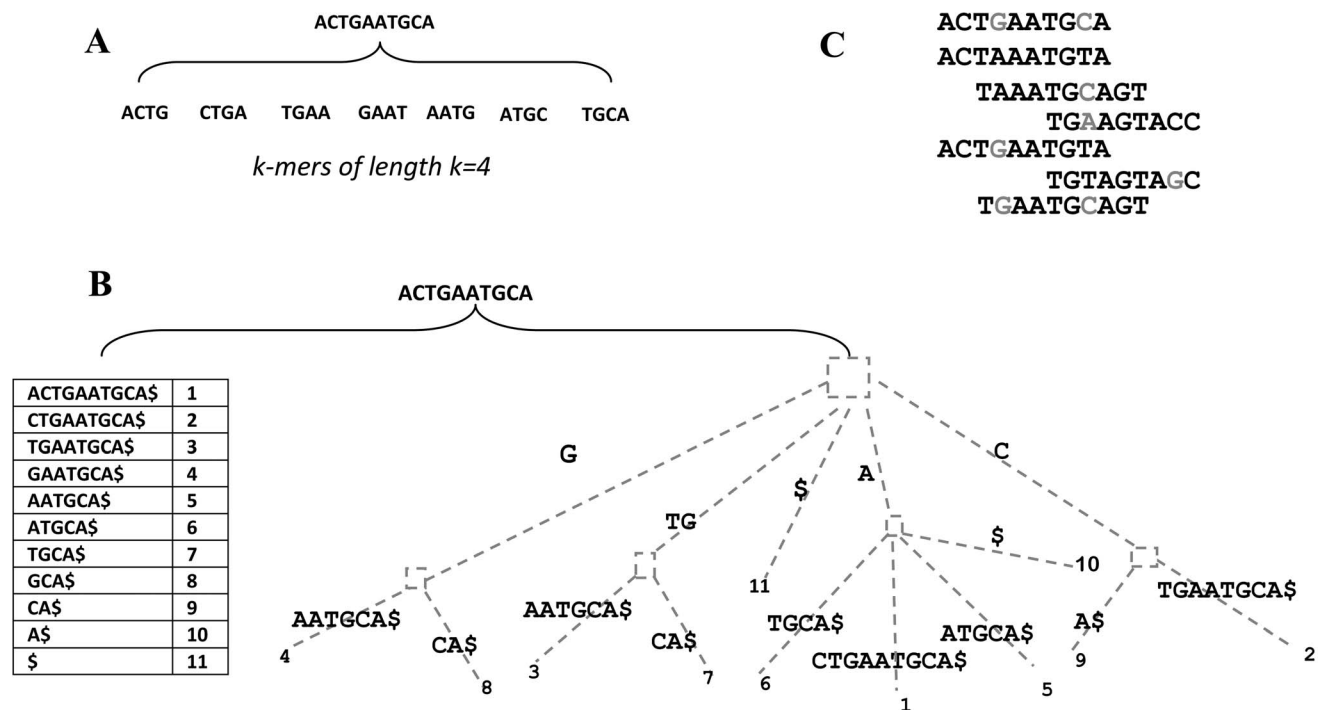 A
ACTGAATGCA
ACTG CTGA TGAA GAAT AATG ATGC TGCA
k-mers of length k=4
C
ACTGAATGCA
ACTAAATGTA
TAAATGCAGT
TGAAGTACC
ACTGAATGTA
TGTAGTAGC
TGAATGCAGT
B
ACTGAATGCA
ACTGAATGCA$ 1
CTGAATGCA$ 2
TGAATGCA$ 3
GAATGCA$ 4
AATGCA$ 5
ATGCA$ 6
TGCA$ 7
GCA$ 8
CA$ 9
A$ 10
$ 11
G
TG
$
A
C
$
AATGCA$
CA$
AATGCA$
CA$
11
TGCA$
CTGAATGCA$
ATGCA$
10
A$
TGAATGCA$
4
8
3
7
6
1
5
9
2